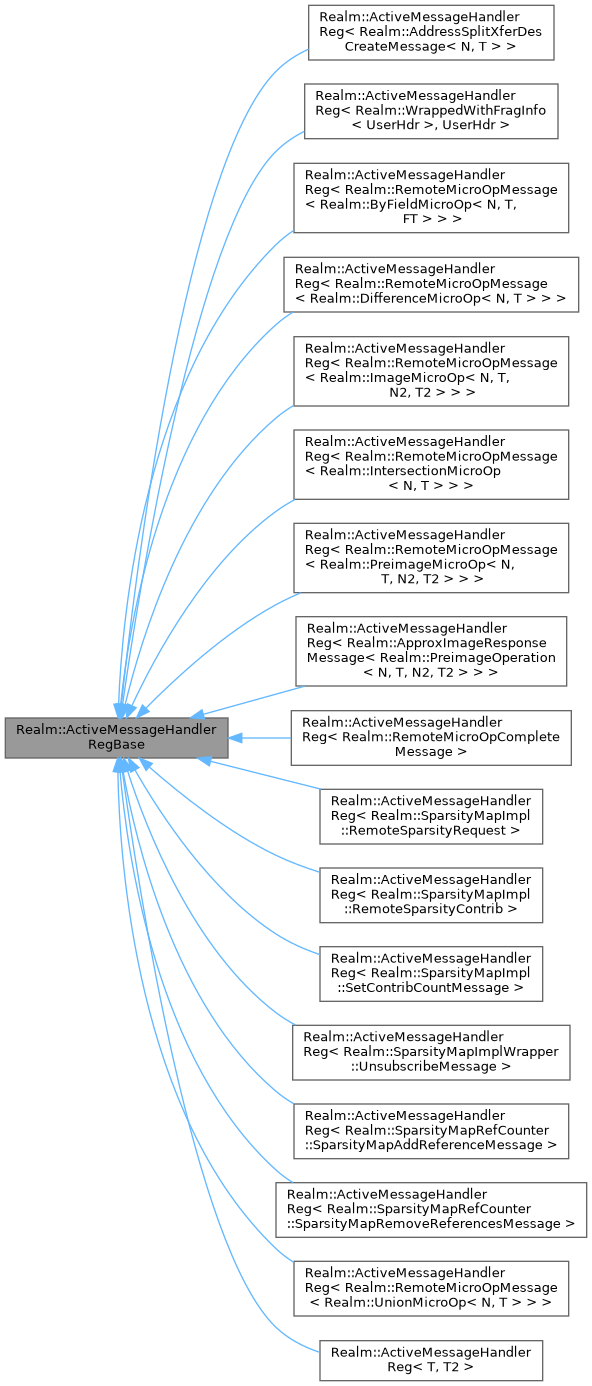 Realm::ActiveMessageHandler
Reg< Realm::AddressSplitXferDes
CreateMessage< N, T > >
Realm::ActiveMessageHandler
Reg< Realm::WrappedWithFragInfo
< UserHdr >, UserHdr >
Realm::ActiveMessageHandler
Reg< Realm::RemoteMicroOpMessage
< Realm::ByFieldMicroOp< N, T,
FT > > >
Realm::ActiveMessageHandler
Reg< Realm::RemoteMicroOpMessage
< Realm::DifferenceMicroOp< N, T > > >
Realm::ActiveMessageHandler
Reg< Realm::RemoteMicroOpMessage
< Realm::ImageMicroOp< N, T,
N2, T2 > > >
Realm::ActiveMessageHandler
Reg< Realm::RemoteMicroOpMessage
< Realm::IntersectionMicroOp
< N, T > > >
Realm::ActiveMessageHandler
Reg< Realm::RemoteMicroOpMessage
< Realm::PreimageMicroOp< N,
T, N2, T2 > > >
Realm::ActiveMessageHandler
Reg< Realm::ApproxImageResponse
Message< Realm::PreimageOperation
< N, T, N2, T2 > > >
Realm::ActiveMessageHandler
RegBase
Realm::ActiveMessageHandler
Reg< Realm::RemoteMicroOpComplete
Message >
Realm::ActiveMessageHandler
Reg< Realm::SparsityMapImpl
::RemoteSparsityRequest >
Realm::ActiveMessageHandler
Reg< Realm::SparsityMapImpl
::RemoteSparsityContrib >
Realm::ActiveMessageHandler
Reg< Realm::SparsityMapImpl
::SetContribCountMessage >
Realm::ActiveMessageHandler
Reg< Realm::SparsityMapImplWrapper
::UnsubscribeMessage >
Realm::ActiveMessageHandler
Reg< Realm::SparsityMapRefCounter
::SparsityMapAddReferenceMessage >
Realm::ActiveMessageHandler
Reg< Realm::SparsityMapRefCounter
::SparsityMapRemoveReferencesMessage >
Realm::ActiveMessageHandler
Reg< Realm::RemoteMicroOpMessage
< Realm::UnionMicroOp< N, T > > >
Realm::ActiveMessageHandler
Reg< T, T2 >